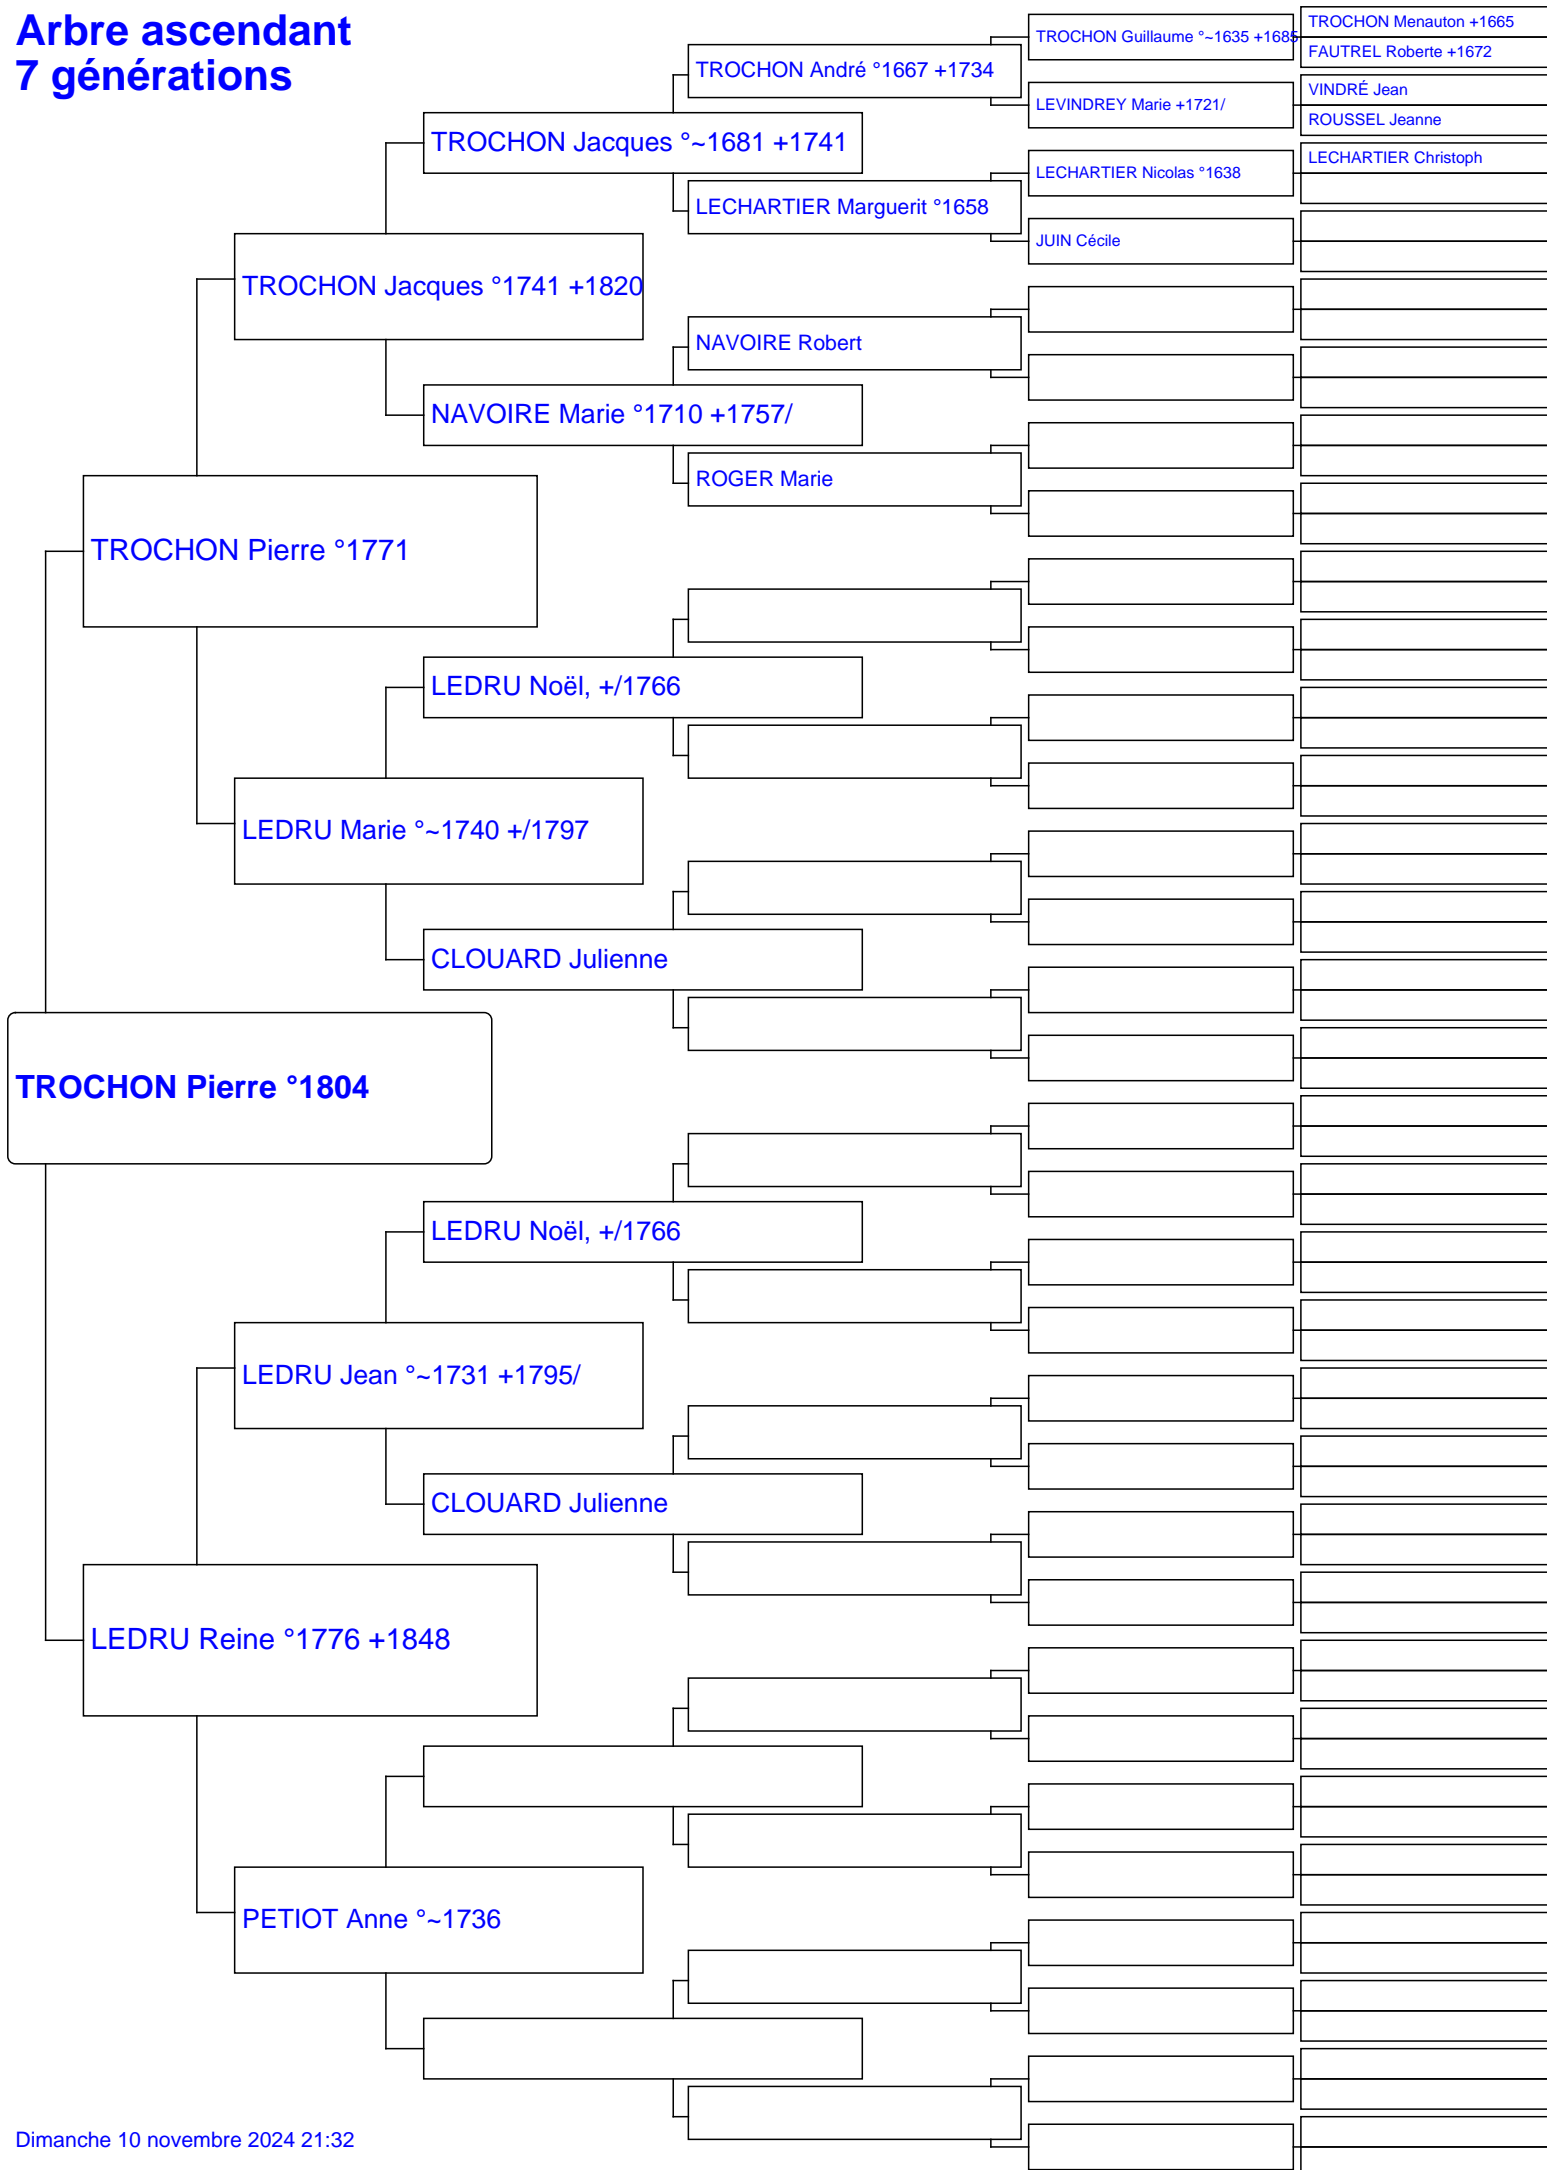 Arbre ascendant
7 générations
TROCHON Menauton +1665
TROCHON Guillaume °~1635 +1685
FAUTREL Roberte +1672
TROCHON André °1667 +1734
VINDRÉ Jean
LEVINDREY Marie +1721/
ROUSSEL Jeanne
TROCHON Jacques °~1681 +1741
LECHARTIER Christoph
LECHARTIER Nicolas °1638
LECHARTIER Marguerit °1658
JUIN Cécile
TROCHON Jacques °1741 +1820
NAVOIRE Robert
NAVOIRE Marie °1710 +1757/
ROGER Marie
TROCHON Pierre °1771
LEDRU Noël, +/1766
LEDRU Marie °~1740 +/1797
CLOUARD Julienne
TROCHON Pierre °1804
LEDRU Noël, +/1766
LEDRU Jean °~1731 +1795/
CLOUARD Julienne
LEDRU Reine °1776 +1848
PETIOT Anne °~1736
Dimanche 10 novembre 2024 21:32